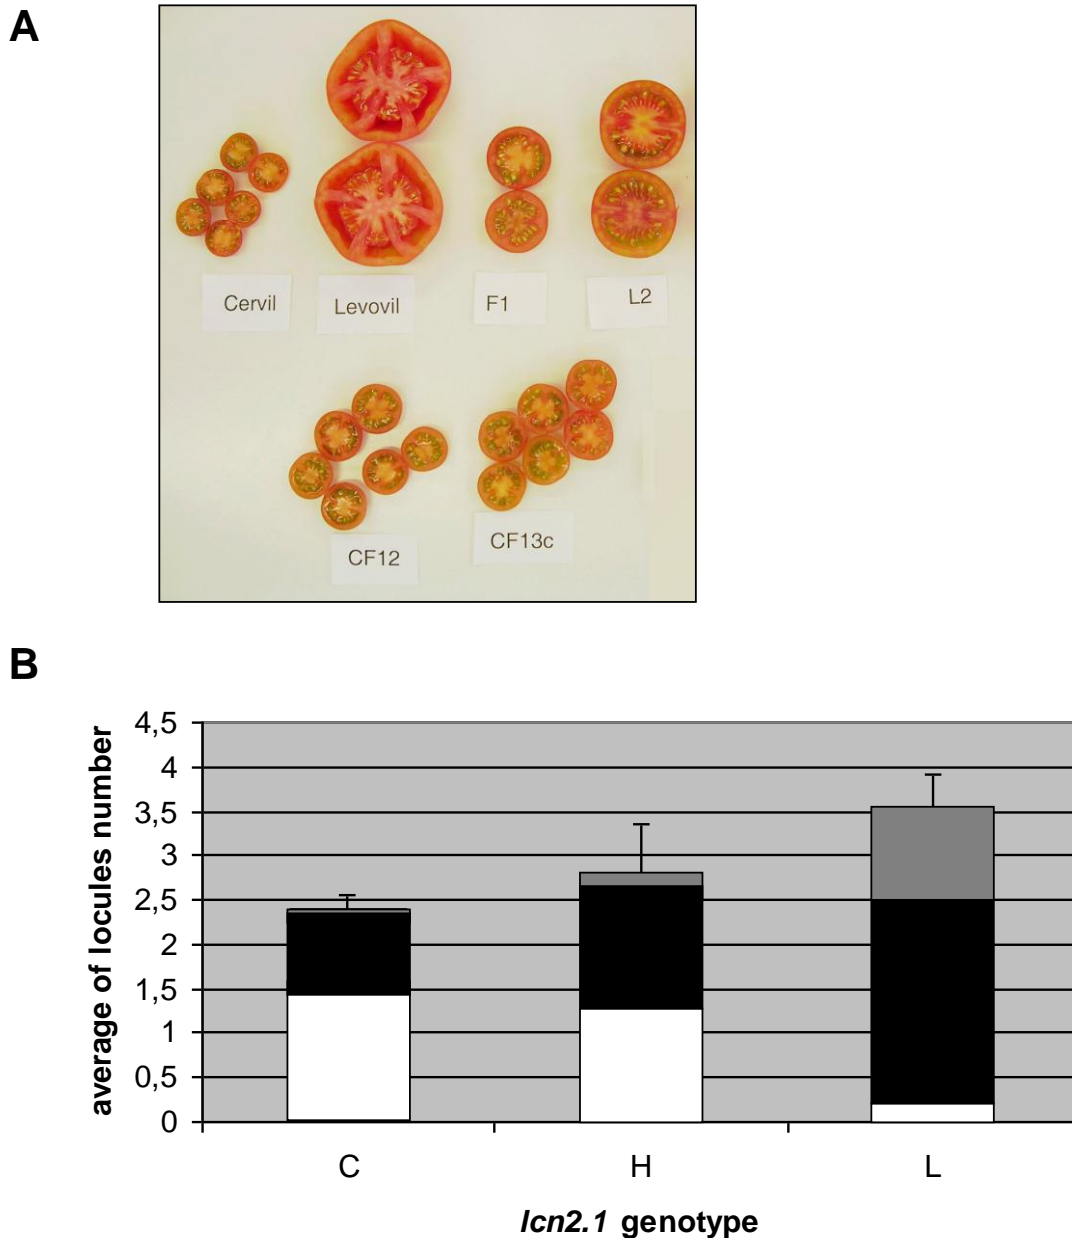 A
Cervil
Levovil
F1
L2
CF12
CF13c
B
average of locules number
4,5
4
3,5
3
2,5
2
1,5
1
0,5
0
C
H
L
lcn2.1 genotype